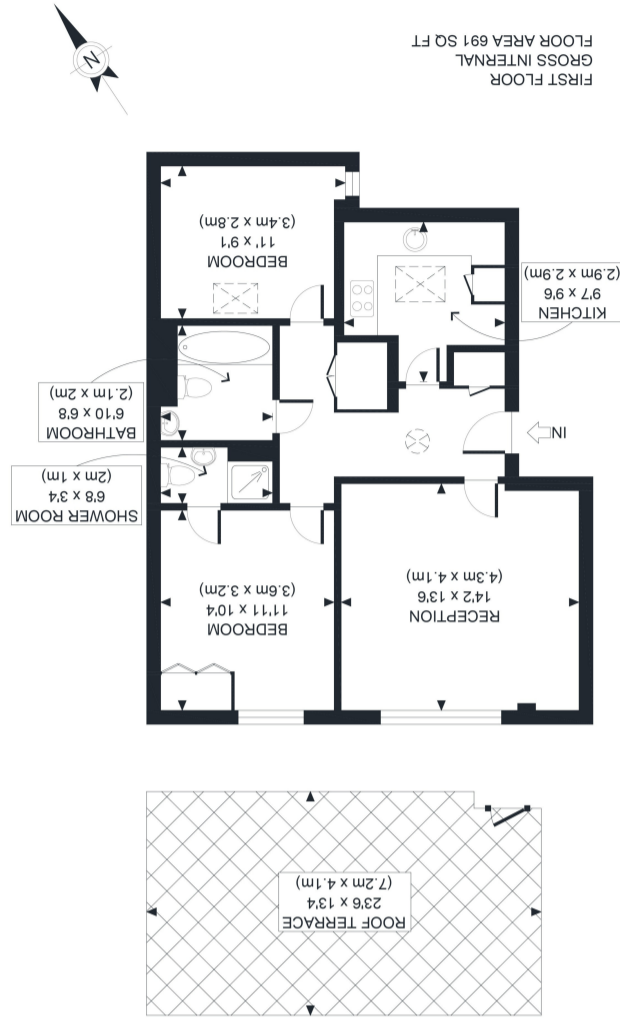 ROOF TERRACE
23'6 x 13'4
(7.2m x 4.1m)
RECEPTION
14'2 x 13'6
(4.3m x 4.1m)
BEDROOM
11'11 x 10'4
(3.6m x 3.2m)
SHOWER ROOM
6'8 x 3'4
(2m x 1m)
IN
BATHROOM
6'10 x 6'8
(2.1m x 2m)
KITCHEN
9'7 x 9'6
(2.9m x 2.9m)
BEDROOM
11' x 9'1
(3.4m x 2.8m)
FIRST FLOOR
GROSS INTERNAL
FLOOR AREA 691 SQ FT
N